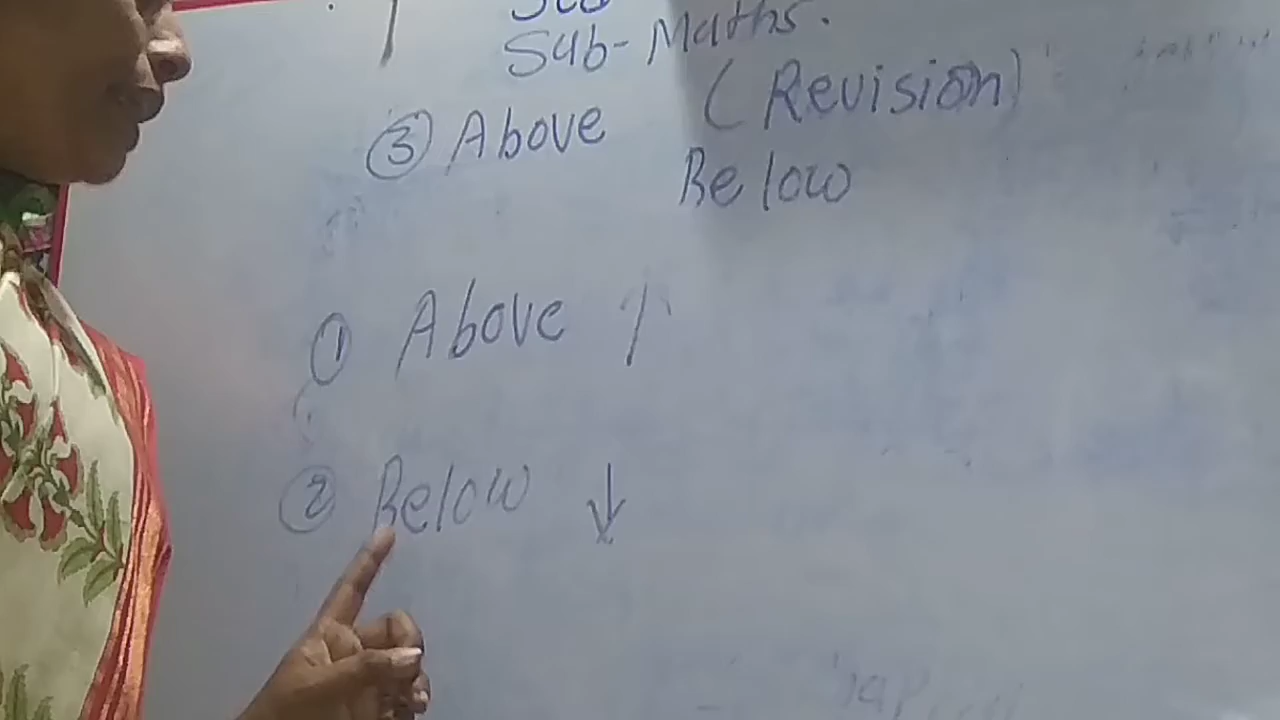 Sub-Maths.
(Revision)
③ Above Below
① Above ↑
② Below ↓